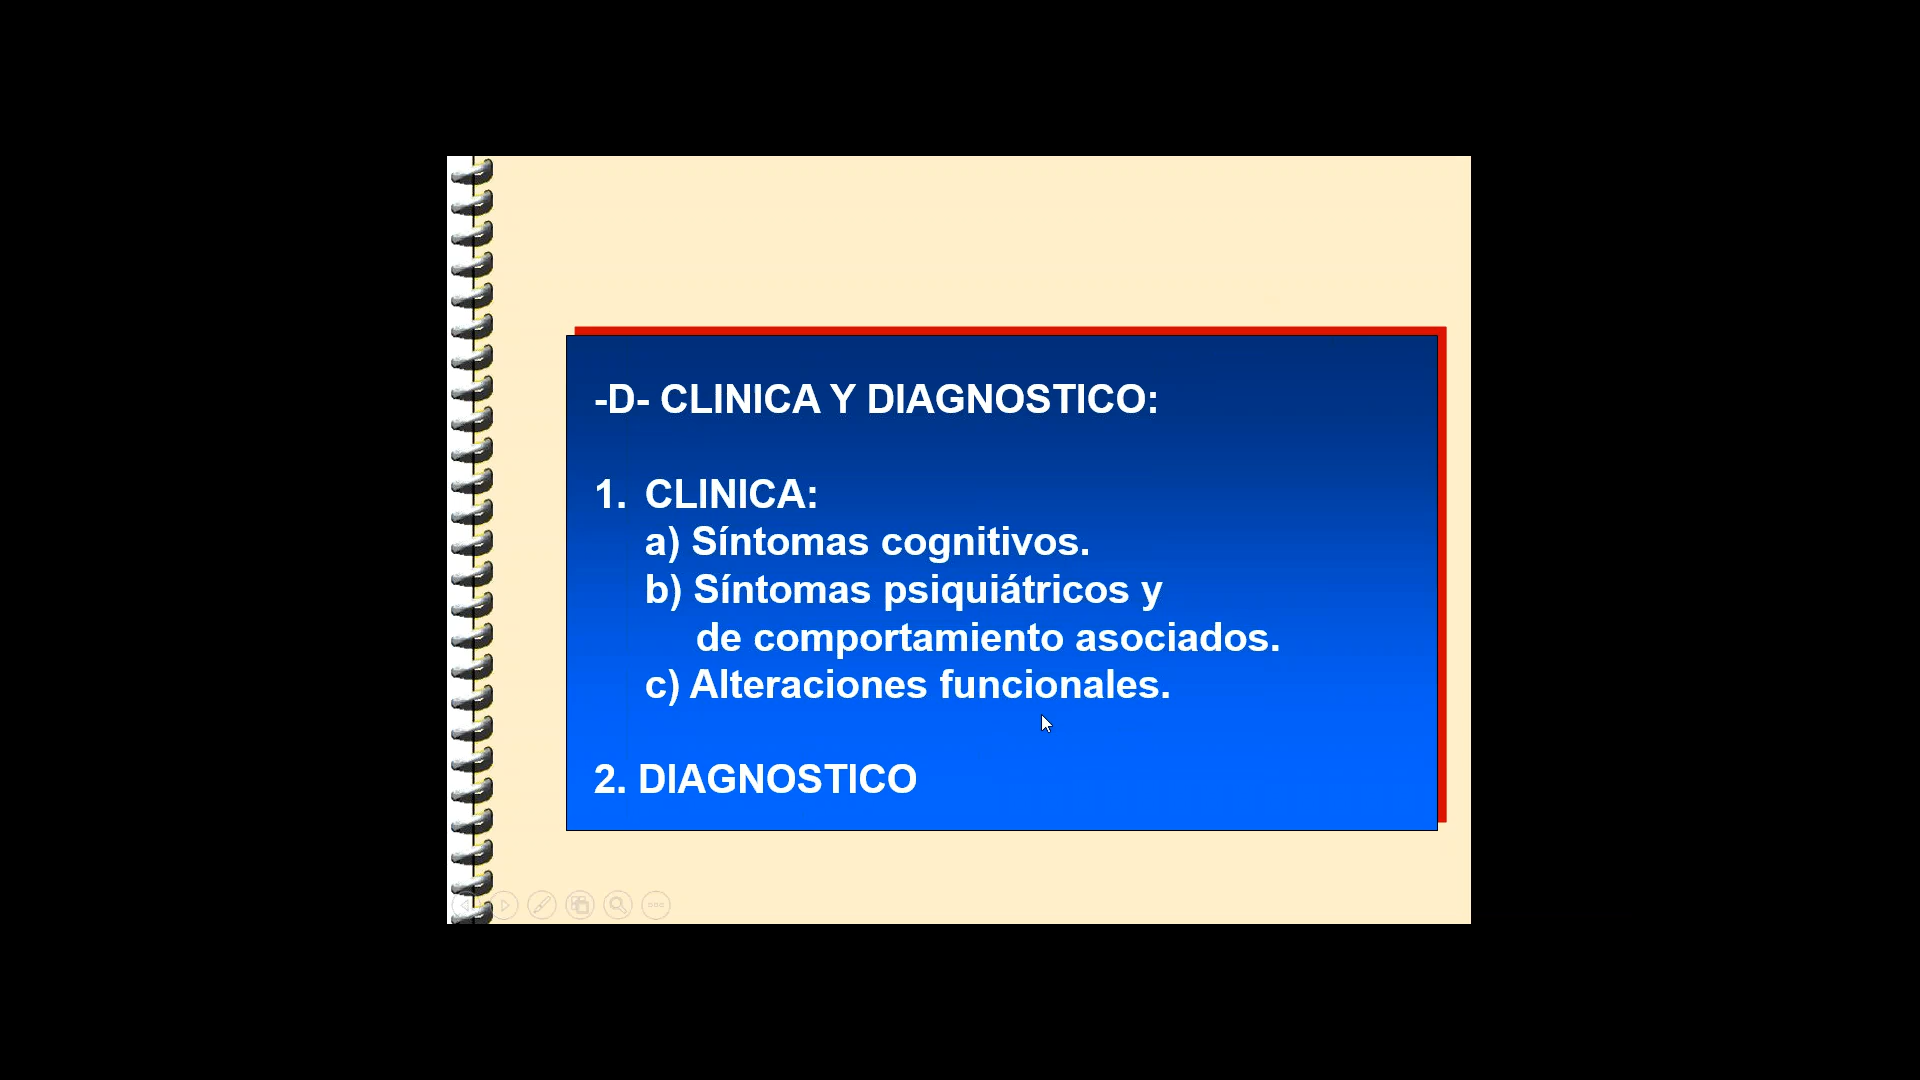 -D- CLINICA Y DIAGNOSTICO:
1. CLINICA:
a) Síntomas cognitivos.
b) Síntomas psiquiátricos y
de comportamiento asociados.
c) Alteraciones funcionales.
2. DIAGNOSTICO